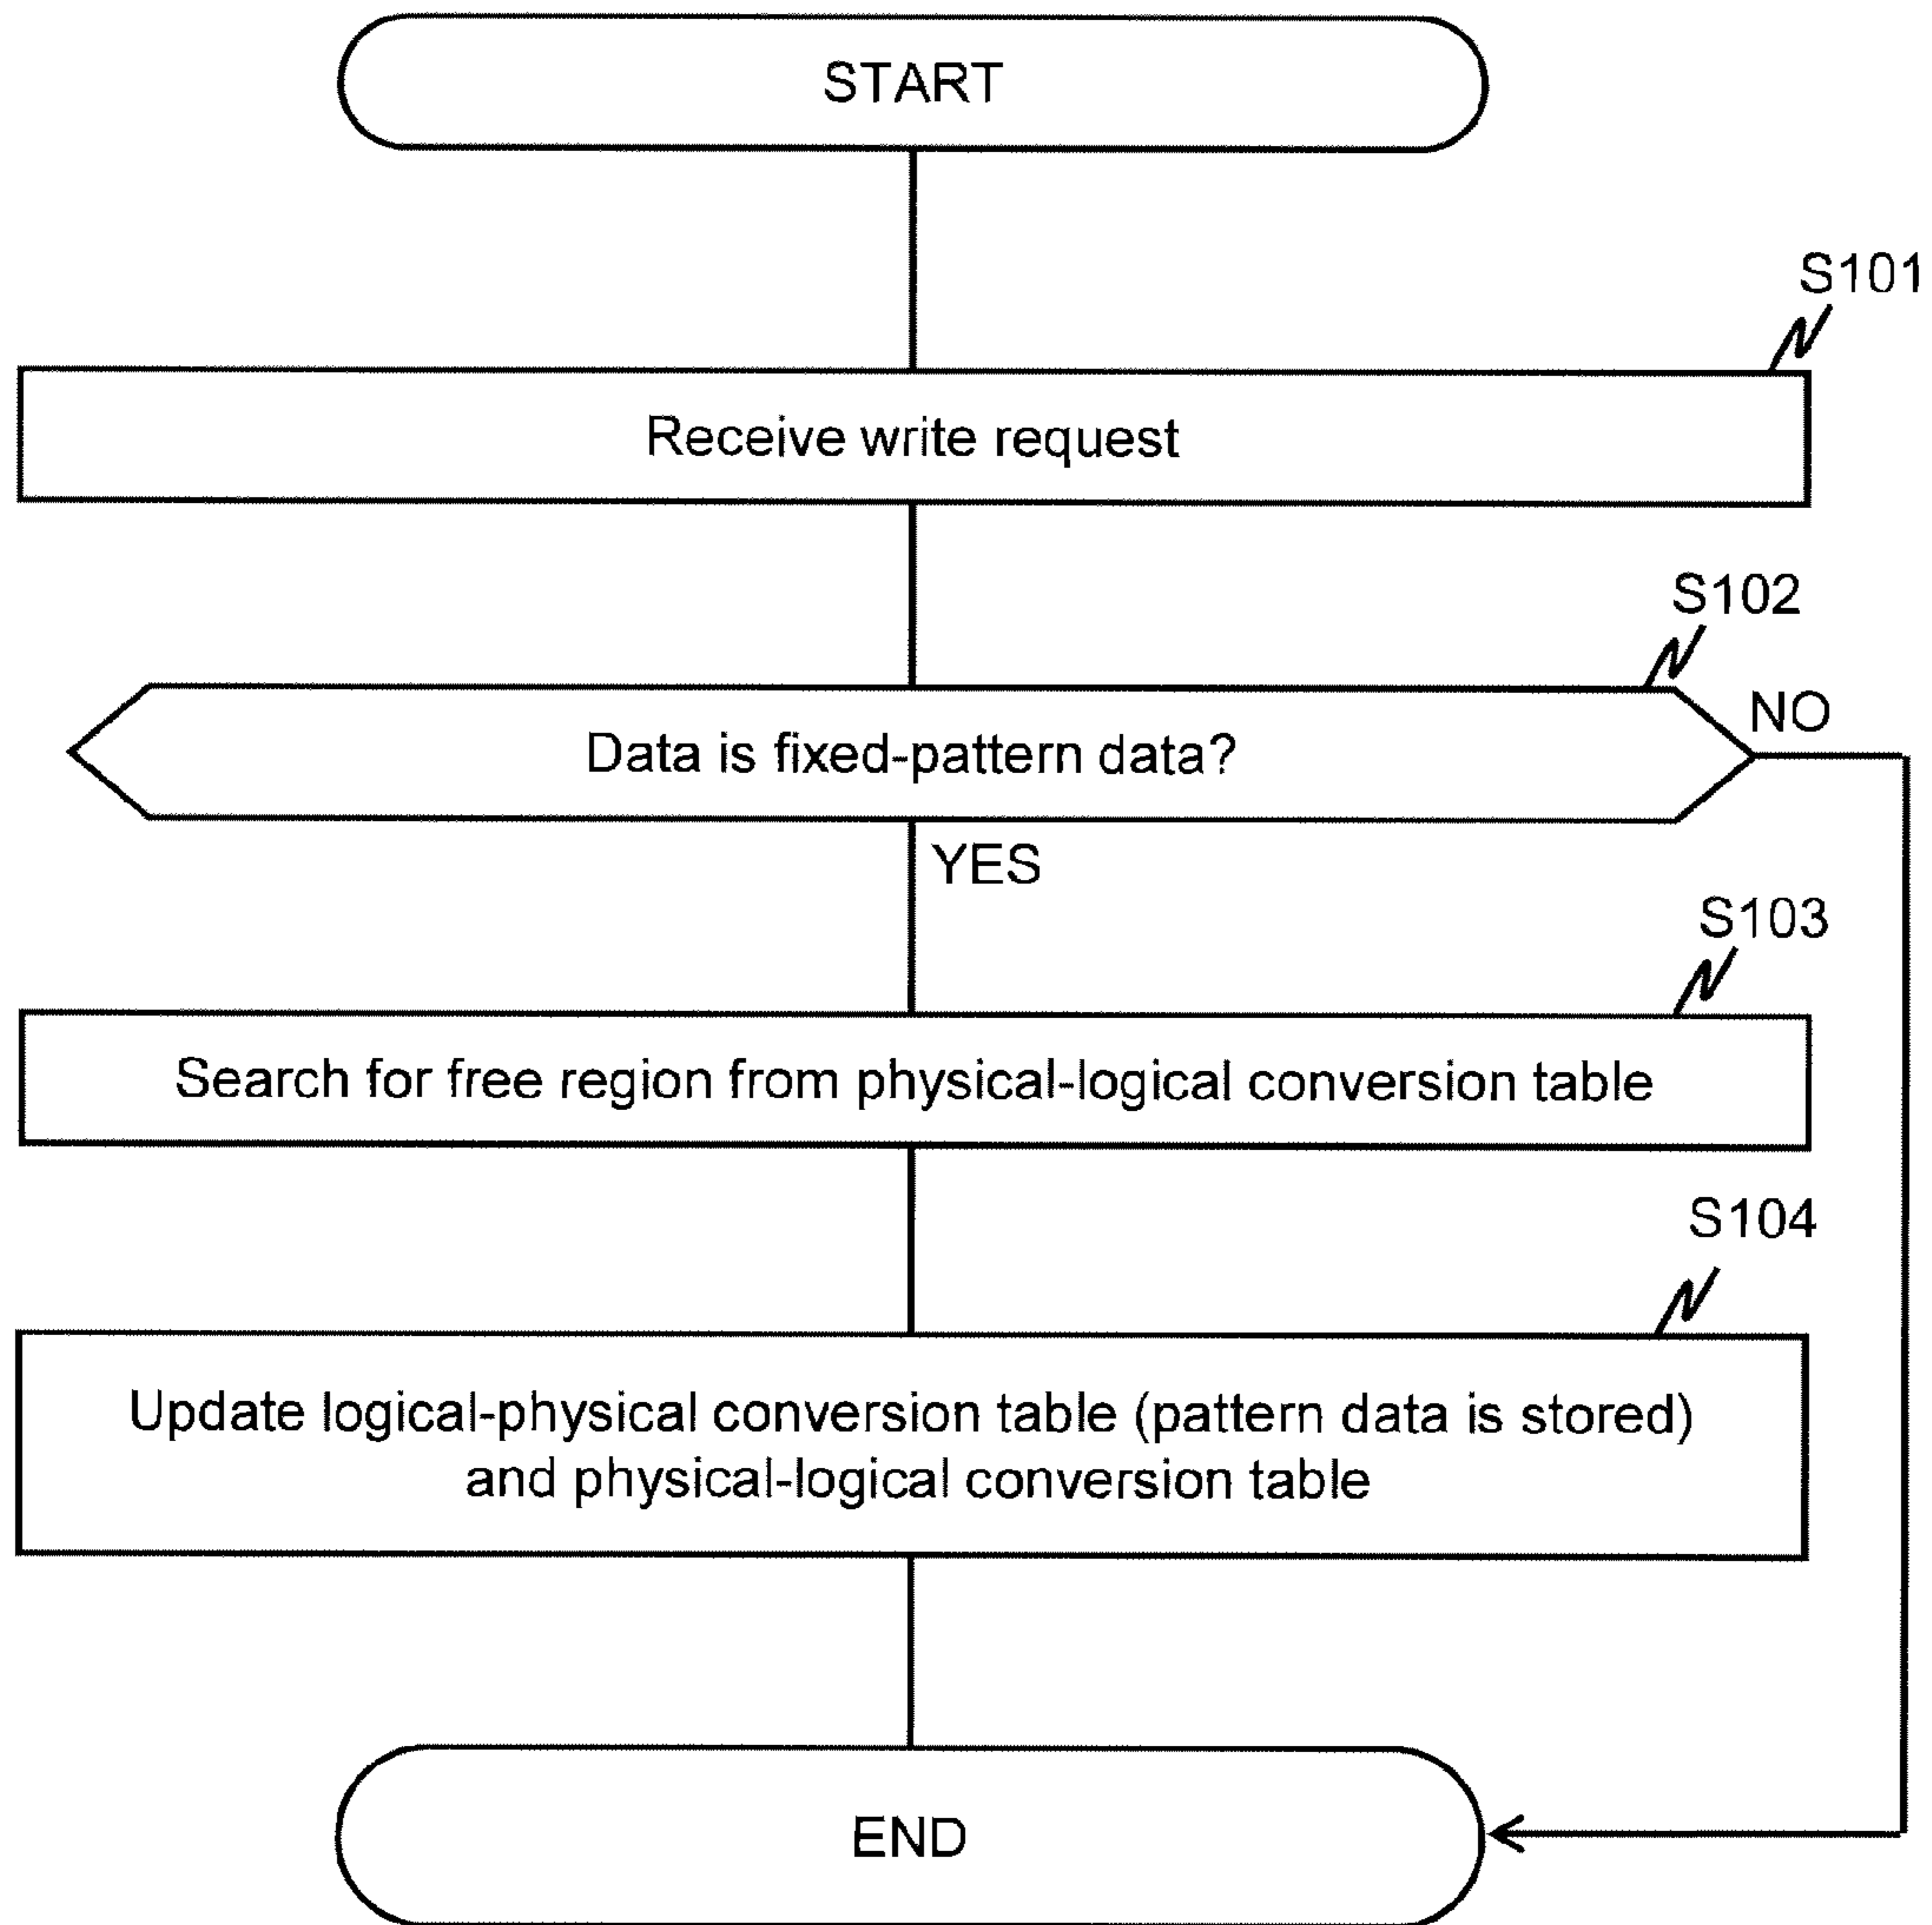 START
S101
Receive write request
S102
NO
Data is fixed-pattern data?
YES
S103
Search for free region from physical-logical conversion table
S104
Update logical-physical conversion table (pattern data is stored)
and physical-logical conversion table
END